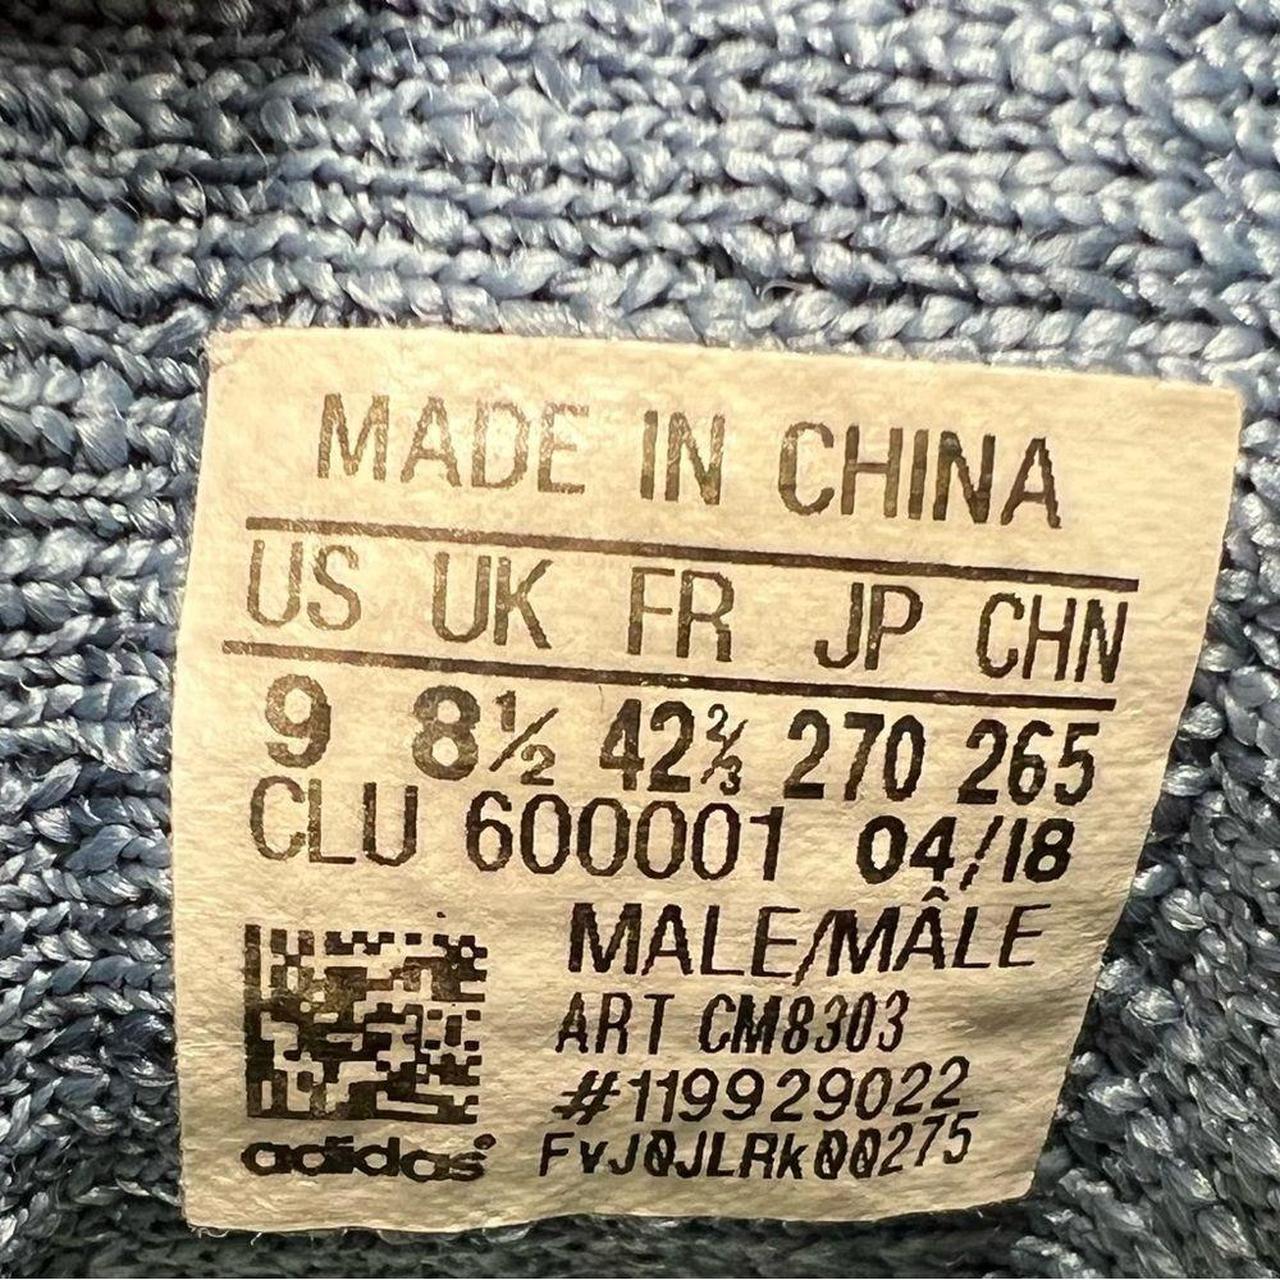 MADE IN CHINA
US UK FR JP CHN
9 8½ 42⅔ 270 265
CLU 600001 04/18
MALE/MÂLE
ART CM8303
#119929022
adidas® FvJ0JLRk00275